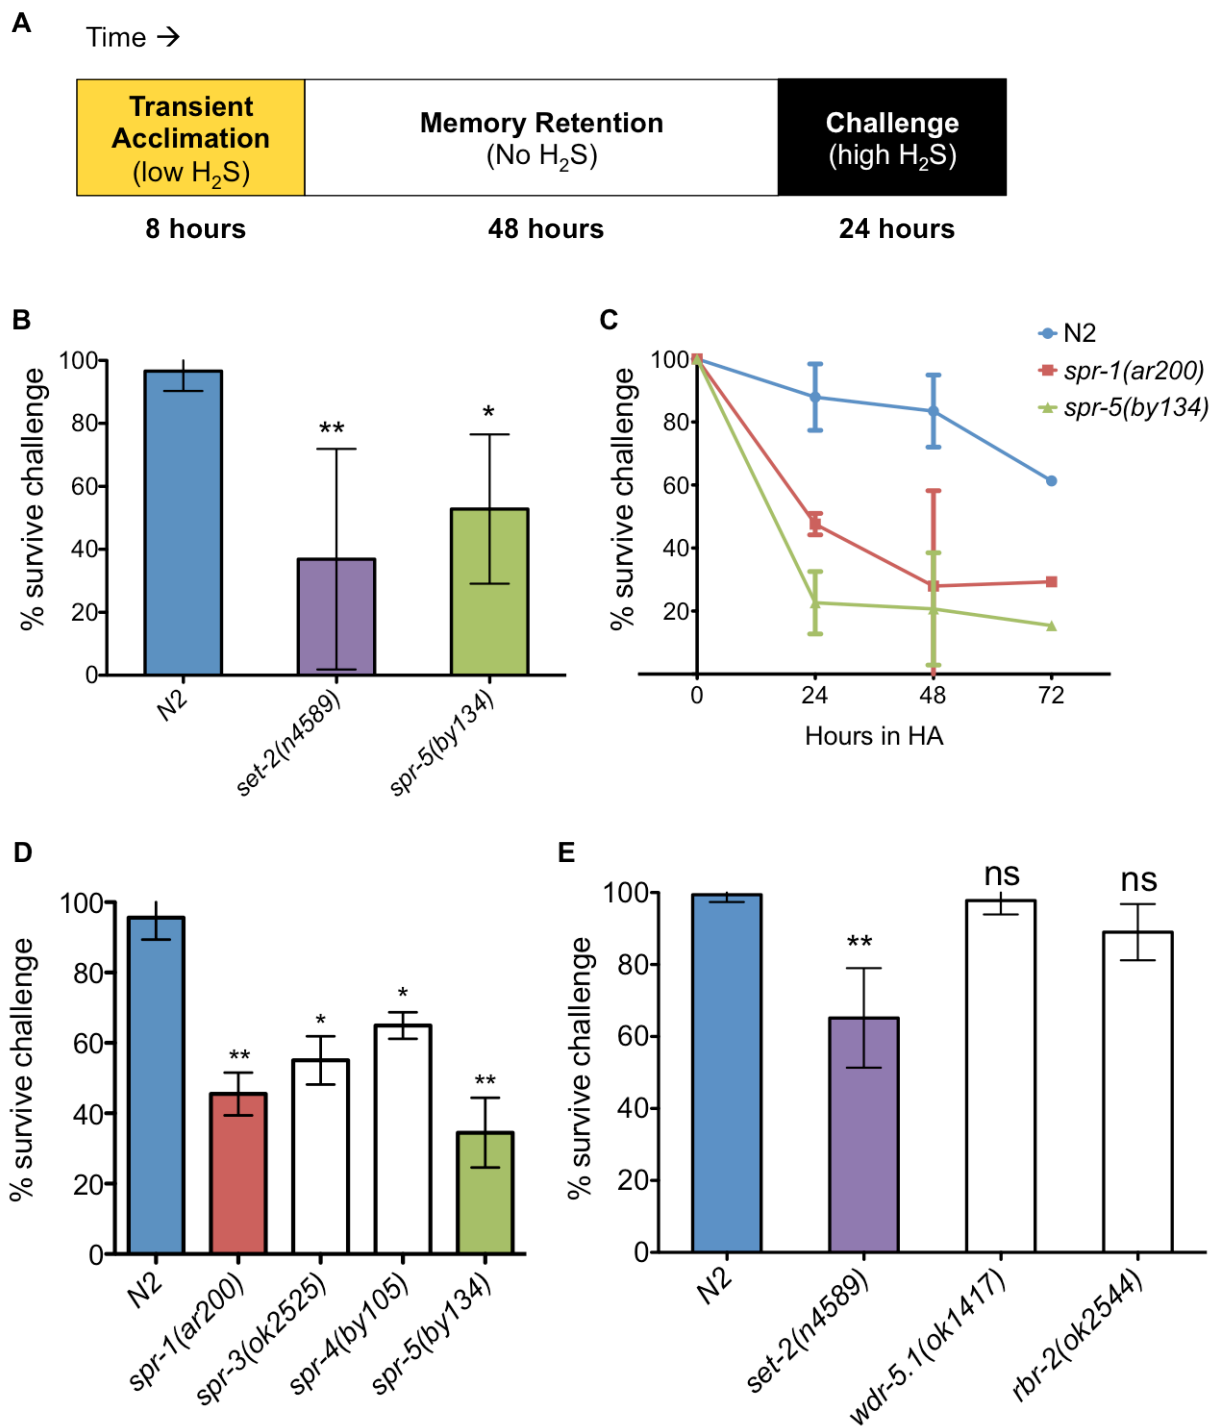 A
Time →
Transient
Acclimation
(low H₂S)
Memory Retention
(No H₂S)
Challenge
(high H₂S)
8 hours
48 hours
24 hours
B
% survive challenge
100
80
60
40
20
0
**
*
N2
set-2(n4589)
spr-5(by134)
C
% survive challenge
100
80
60
40
20
0
24
48
72
Hours in HA
N2
spr-1(ar200)
spr-5(by134)
D
% survive challenge
100
80
60
40
20
0
**
*
*
**
N2
spr-1(ar200)
spr-3(ok2525)
spr-4(by105)
spr-5(by134)
E
% survive challenge
100
80
60
40
20
0
**
ns
ns
N2
set-2(n4589)
wdr-5.1(ok1417)
rbr-2(ok2544)